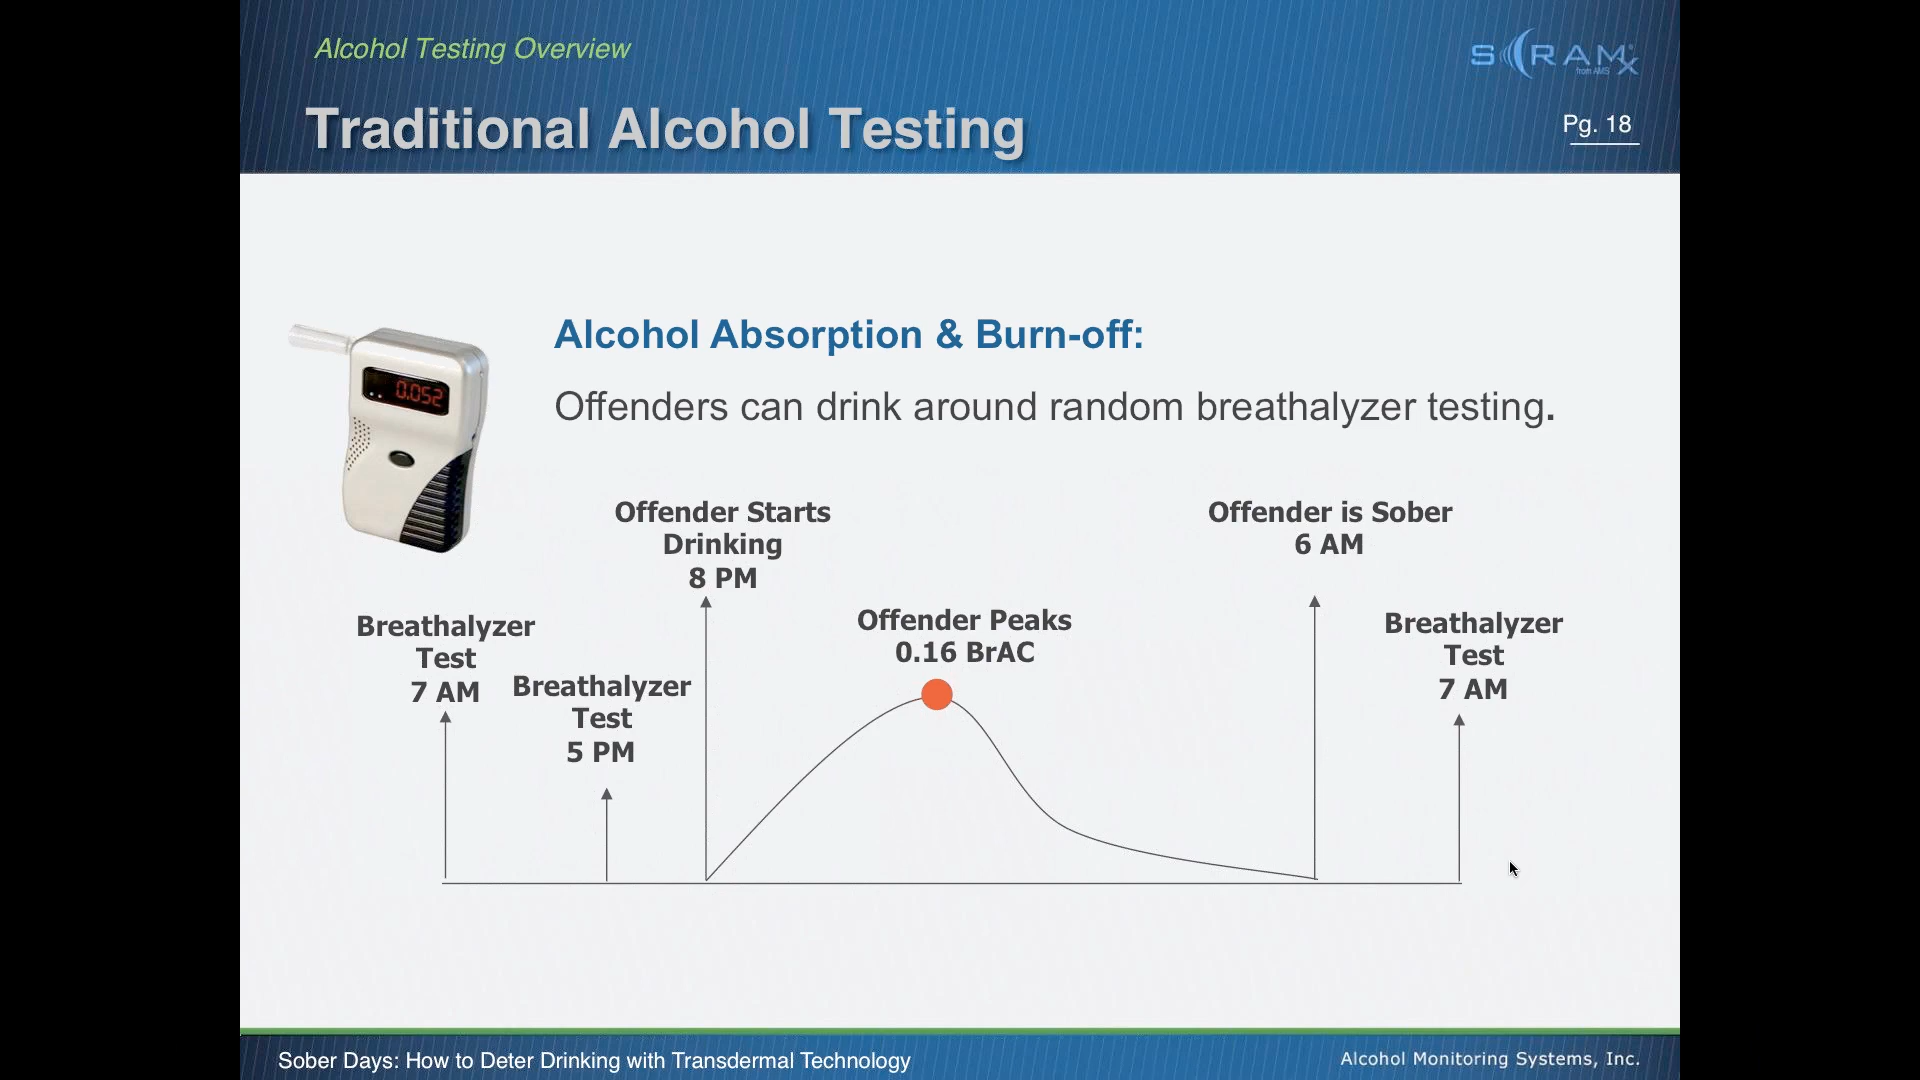 Alcohol Testing Overview
SCRAMx
from AMS
Traditional Alcohol Testing
Pg. 18
Alcohol Absorption & Burn-off:
0.052
Offenders can drink around random breathalyzer testing.
Offender Starts
Drinking
8 PM
Offender is Sober
6 AM
Breathalyzer
Test
7 AM
Breathalyzer
Test
5 PM
Offender Peaks
0.16 BrAC
Breathalyzer
Test
7 AM
Sober Days: How to Deter Drinking with Transdermal Technology
Alcohol Monitoring Systems, Inc.